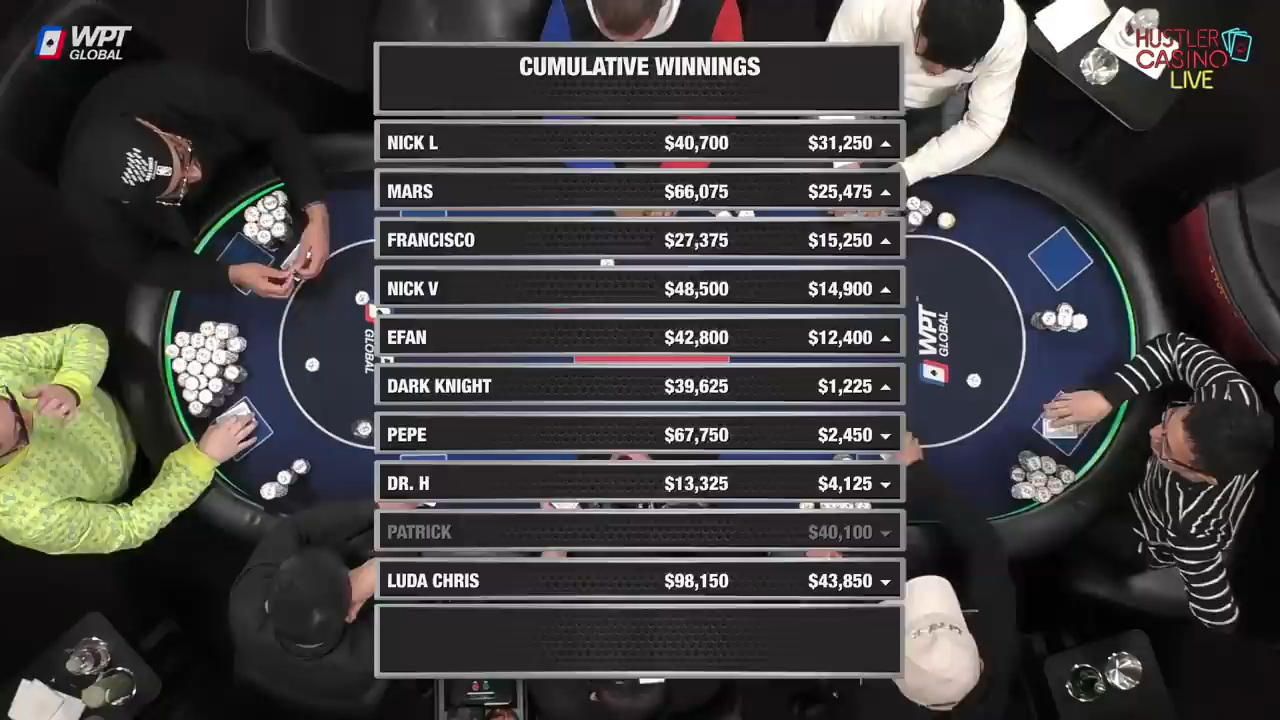 WPT
GLOBAL
HUSTLER
CASINO
LIVE
CUMULATIVE WINNINGS
NICK L $40,700 $31,250
MARS $66,075 $25,475
FRANCISCO $27,375 $15,250
NICK V $48,500 $14,900
EFAN $42,800 $12,400
DARK KNIGHT $39,625 $1,225
PEPE $67,750 $2,450
DR. H $13,325 $4,125
PATRICK $40,100
LUDA CHRIS $98,150 $43,850
GLOBAL
WPT
GLOBAL